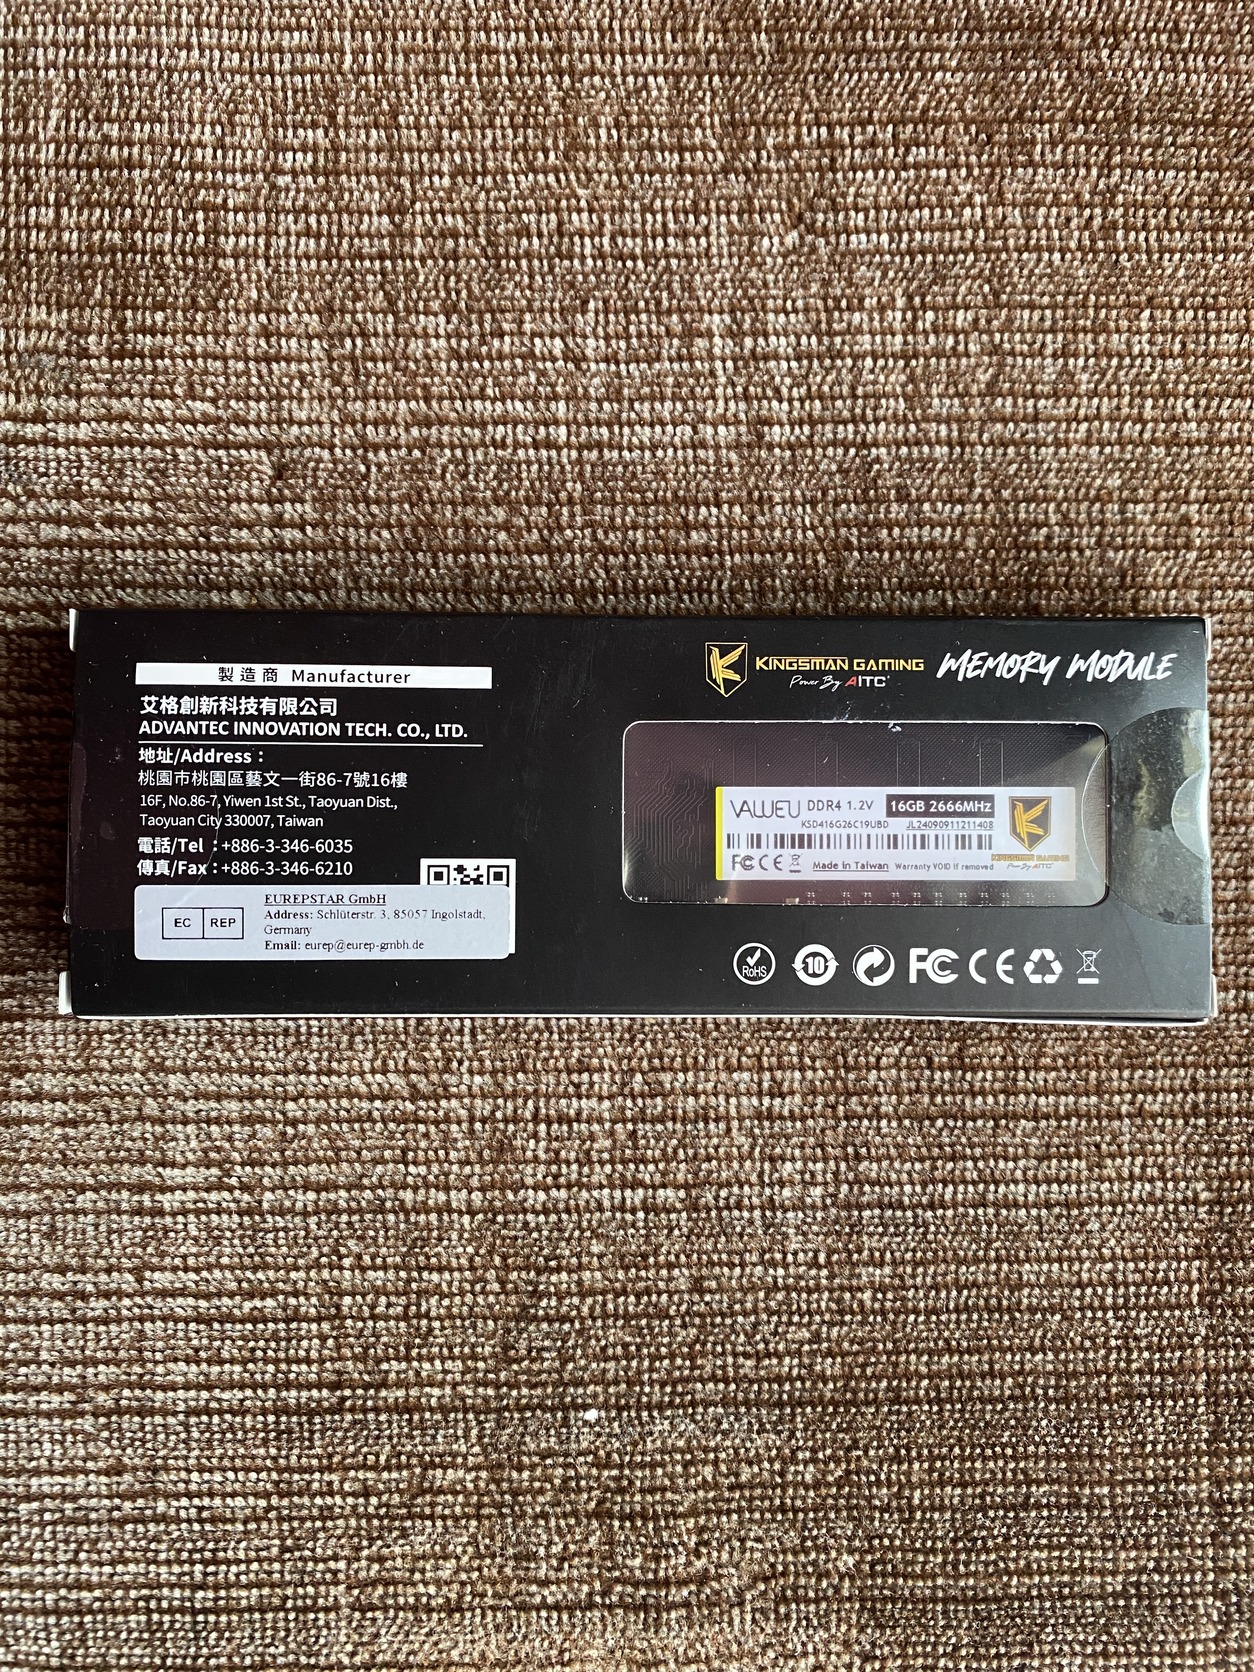 製造商 Manufacturer
艾格創新科技有限公司
ADVANTEC INNOVATION TECH. CO., LTD.
地址/Address：
桃園市桃園區藝文一街86-7號16樓
16F, No.86-7, Yiwen 1st St., Taoyuan Dist.,
Taoyuan City 330007, Taiwan
電話/Tel：+886-3-346-6035
傳真/Fax：+886-3-346-6210
EC REP
EUREPSTAR GmbH
Address: Schlüterstr. 3, 85057 Ingolstadt,
Germany
Email: eurep@eurep-gmbh.de
KINGSMAN GAMING
Power By AITC
MEMORY MODULE
VALUEU DDR4 1.2V 16GB 2666MHz
KSD416G26C19UBD JL24090911211408
FC CE Made in Taiwan Warranty VOID if removed
KINGSMAN GAMING
Power By AITC
RoHS 10 FC CE